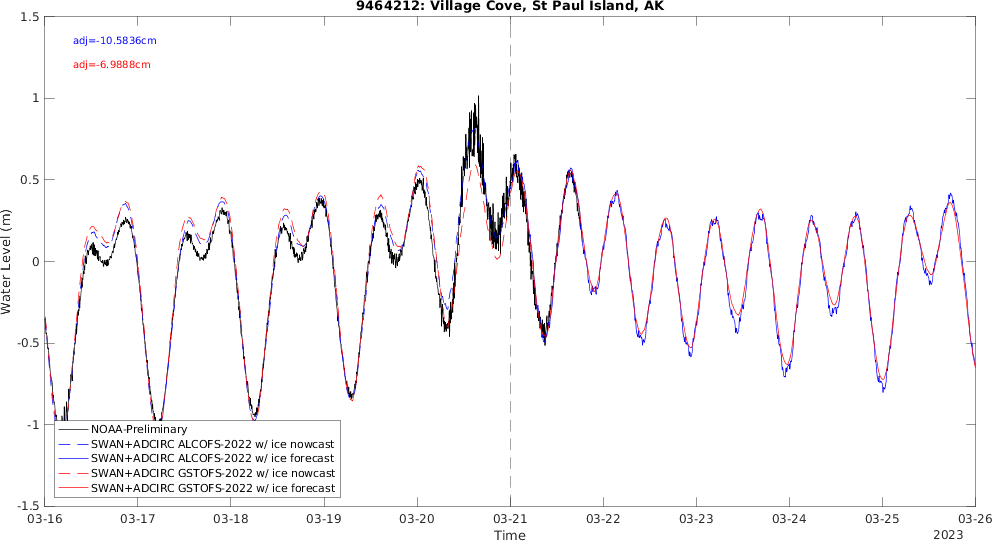 9464212: Village Cove, St Paul Island, AK
1.5
adj=-10.5836cm
adj=-6.9888cm
1
0.5
Water Level (m)
0
-0.5
-1
NOAA-Preliminary
SWAN+ADCIRC ALCOFS-2022 w/ ice nowcast
SWAN+ADCIRC ALCOFS-2022 w/ ice forecast
SWAN+ADCIRC GSTOFS-2022 w/ ice nowcast
SWAN+ADCIRC GSTOFS-2022 w/ ice forecast
-1.5
03-16 03-17 03-18 03-19 03-20 03-21 03-22 03-23 03-24 03-25 03-26
Time
2023